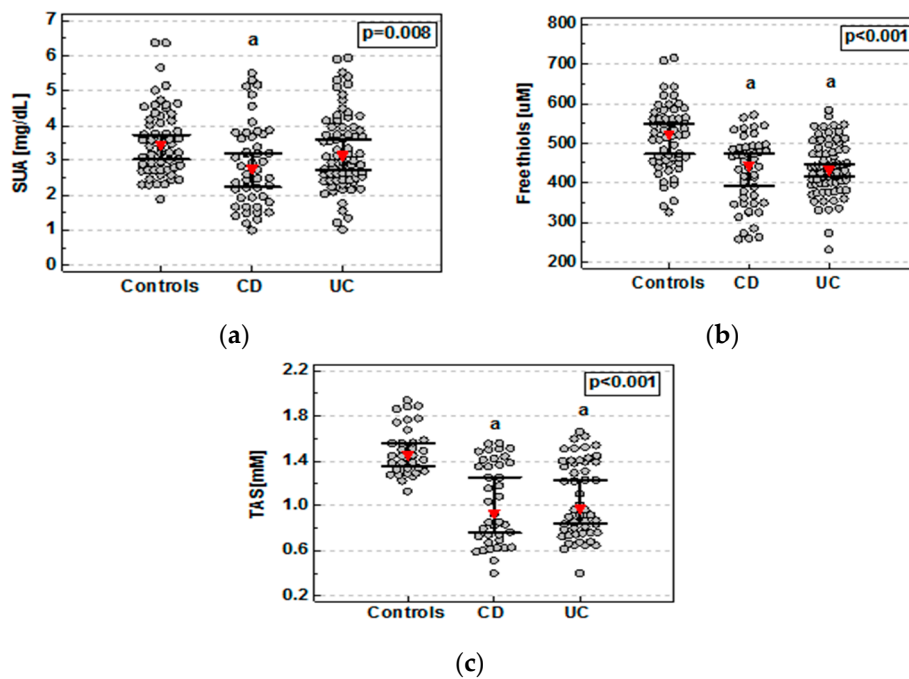 7
6
5
4
3
2
1
0
SUA [mg/dL]
a
p=0.008
Controls CD UC
(a)
800
700
600
500
400
300
200
Free thiols [uM]
a a
p<0.001
Controls CD UC
(b)
2.2
1.8
1.4
1.0
0.6
0.2
TAS[mM]
a a
p<0.001
Controls CD UC
(c)